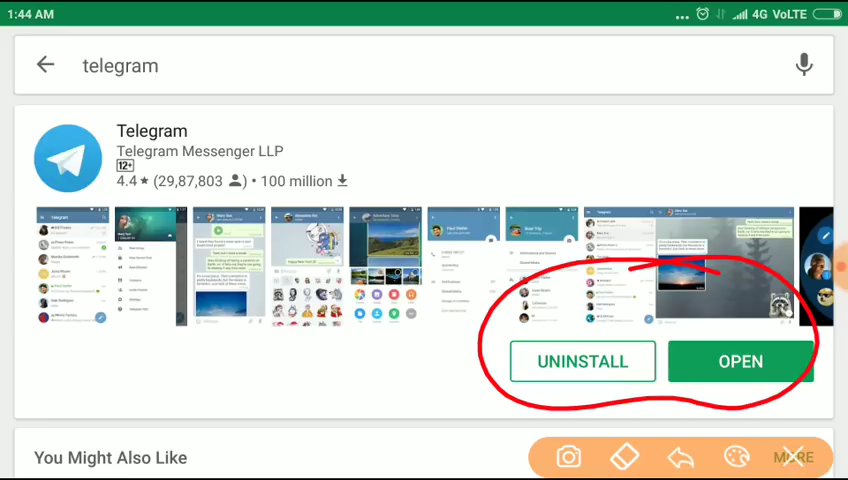 1:44 AM
4G VoLTE
telegram
Telegram
Telegram Messenger LLP
12+
4.4★ (29,87,803 ) • 100 million
UNINSTALL
OPEN
You Might Also Like
MORE